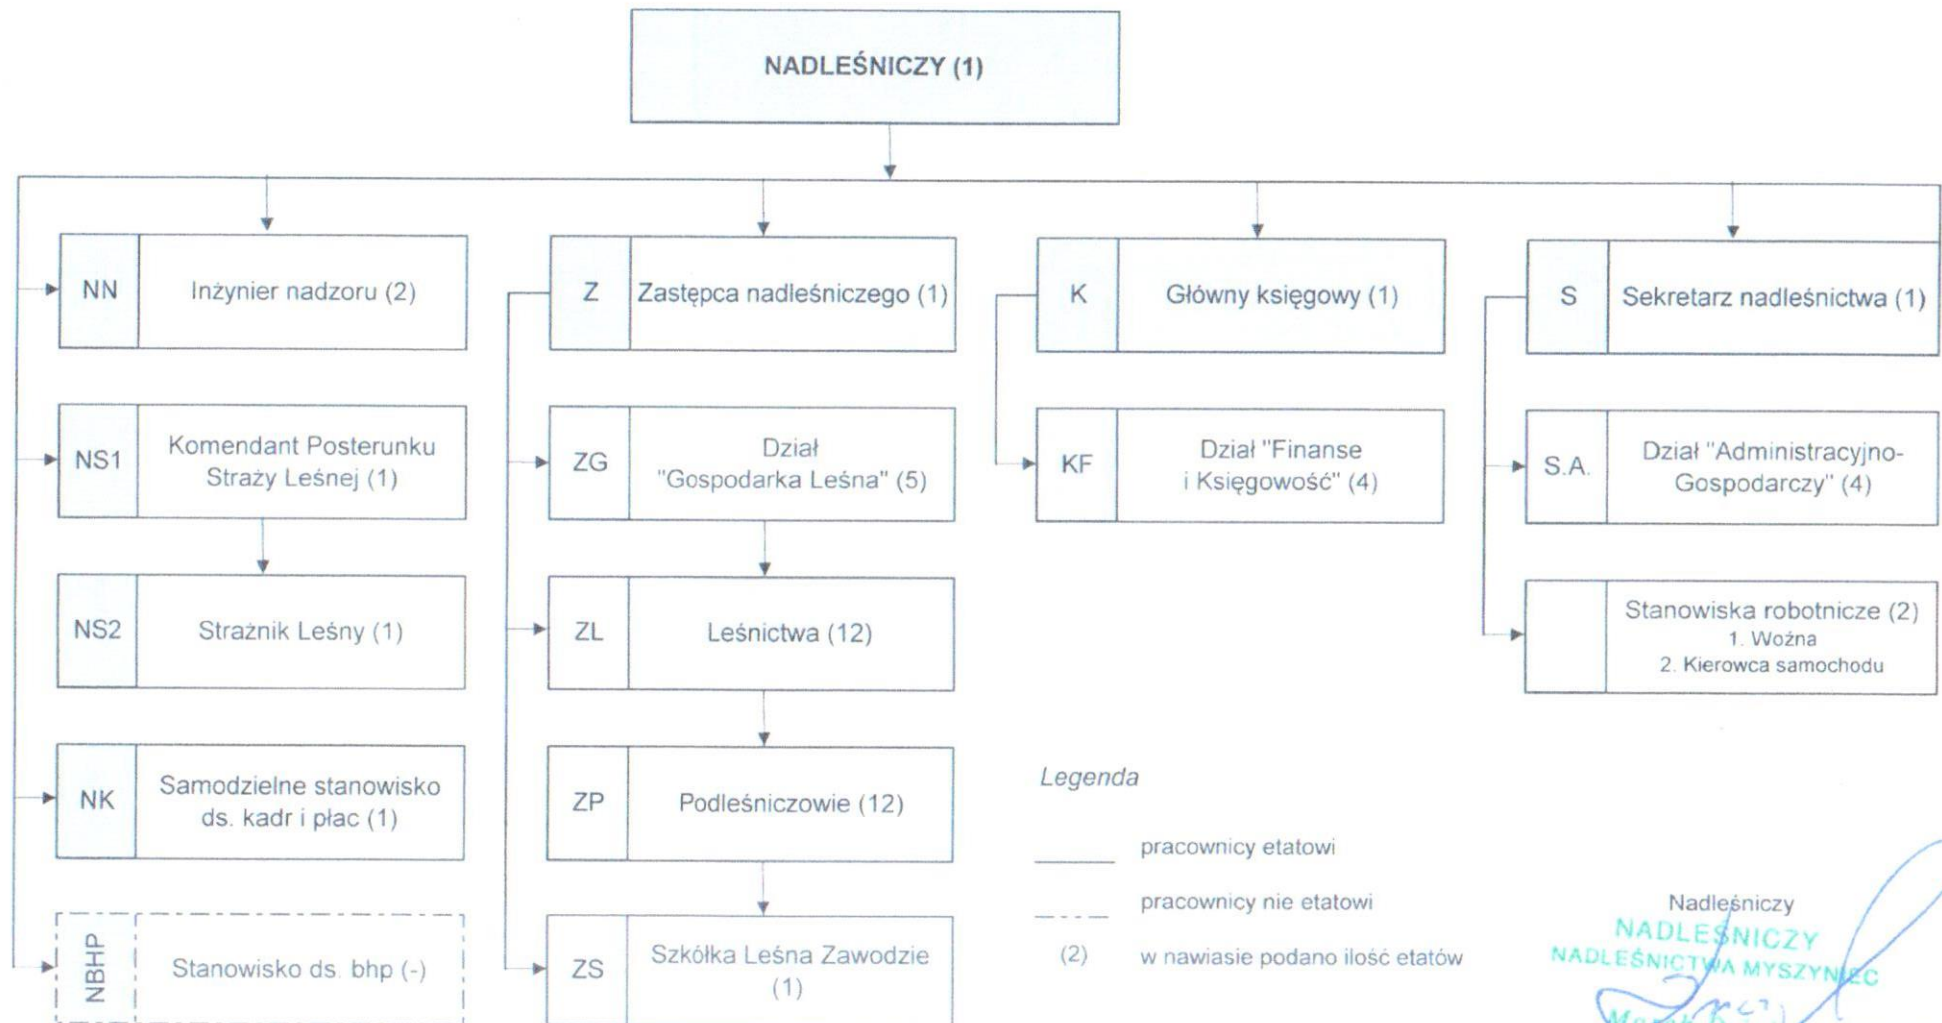 NADLEŚNICZY (1)
NN
Inżynier nadzoru (2)
Z
Zastępca nadleśniczego (1)
K
Główny księgowy (1)
S
Sekretarz nadleśnictwa (1)
NS1
Komendant Posterunku
Straży Leśnej (1)
ZG
Dział
"Gospodarka Leśna" (5)
KF
Dział "Finanse
i Księgowość" (4)
S.A.
Dział "Administracyjno-
Gospodarczy" (4)
NS2
Strażnik Leśny (1)
ZL
Leśnictwa (12)
Stanowiska robotnicze (2)
1. Woźna
2. Kierowca samochodu
NK
Samodzielne stanowisko
ds. kadr i płac (1)
ZP
Podleśniczowie (12)
NBHP
Stanowisko ds. bhp (-)
ZS
Szkółka Leśna Zawodzie
(1)
Legenda
pracownicy etatowi
pracownicy nie etatowi
(2) w nawiasie podano ilość etatów
Nadleśniczy
NADLEŚNICZY
NADLEŚNICTWA MYSZYNIEC